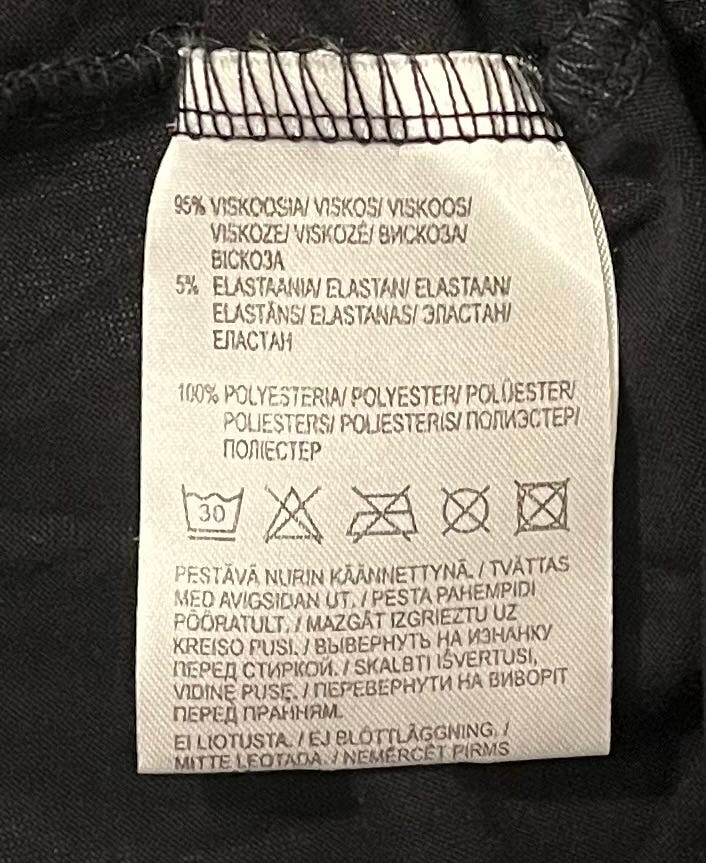 95% VISKOOSIA/ VISKOS/ VISKOOS/
VISKOZE/ VISKOZĖ/ ВИСКОЗА/
ВІСКОЗА
5% ELASTAANIA/ ELASTAN/ ELASTAAN/
ELASTĀNS/ ELASTANAS/ ЭЛАСТАН/
ЕЛАСТАН
100% POLYESTERIA/ POLYESTER/ POLÜESTER/
POLIESTERS/ POLIESTERIS/ ПОЛИЭСТЕР/
ПОЛІЕСТЕР
30
PESTÄVÄ NURIN KÄÄNNETTYNÄ. / TVÄTTAS
MED AVIGSIDAN UT. / PESTA PAHEMPIDI
PÖÖRATULT. / MAZGĀT IZGRIEZTU UZ
KREISO PUSI. / ВЫВЕРНУТЬ НА ИЗНАНКУ
ПЕРЕД СТИРКОЙ. / SKALBTI IŠVERTUSI,
VIDINE PUSE. / ПЕРЕВЕРНУТИ НА ВИВОРІТ
ПЕРЕД ПРАННЯМ.
EI LIOTUSTA. / EJ BLÖTLÄGGNING. /
MITTE LEOTADA. / NEMĒRCĒT PIRMS